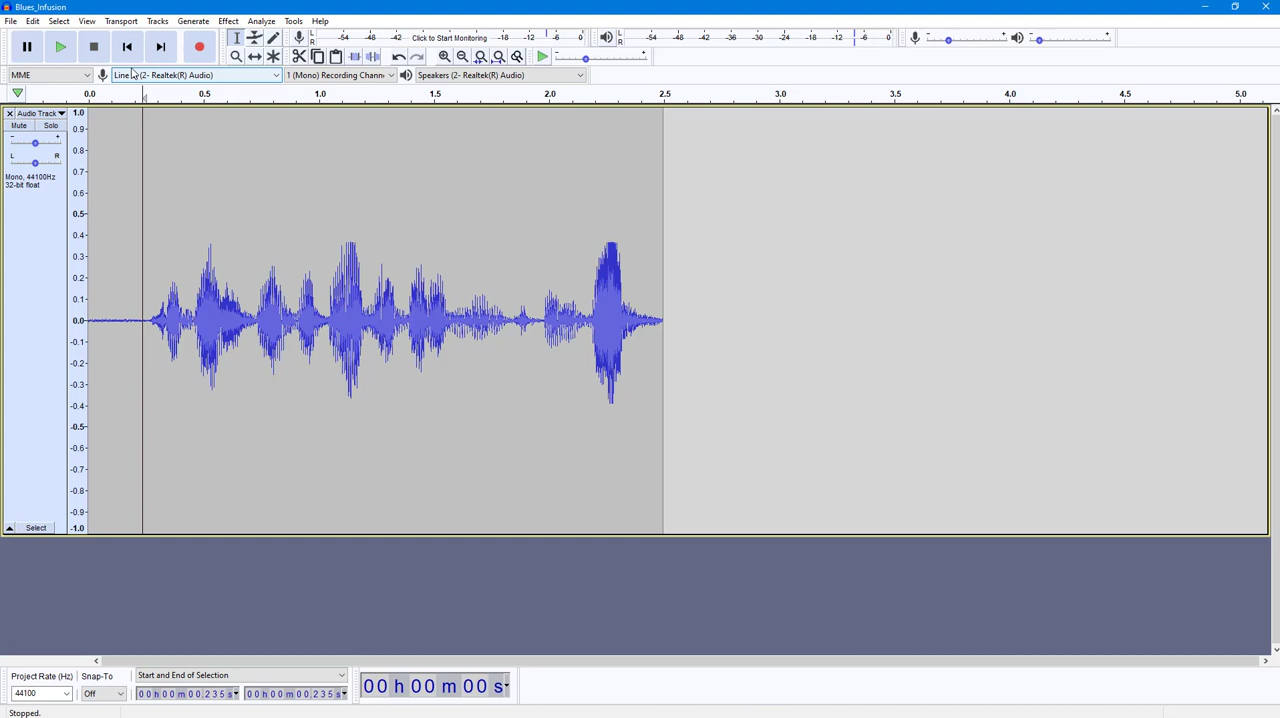 Blues_Infusion
File Edit Select View Transport Tracks Generate Effect Analyze Tools Help
L R -54 -48 -42 Click to Start Monitoring -18 -12 -6 0 L R -54 -48 -42 -36 -30 -24 -18 -12 -6 0
MME Line (2- Realtek(R) Audio) 1 (Mono) Recording Chann Speakers (2- Realtek(R) Audio)
0.0 0.5 1.0 1.5 2.0 2.5 3.0 3.5 4.0 4.5 5.0
Audio Track 1.0
Mute Solo 0.9
- +
0.8
L R
0.7
Mono, 44100Hz
32-bit float
0.6
0.5
0.4
0.3
0.2
0.1
0.0
-0.1
-0.2
-0.3
-0.4
-0.5
-0.6
-0.7
-0.8
-0.9
Select -1.0
Project Rate (Hz) Snap-To Start and End of Selection
44100 Off 00 h 00 m 00.235 s 00 h 00 m 00.235 s 00 h 00 m 00 s
Stopped.